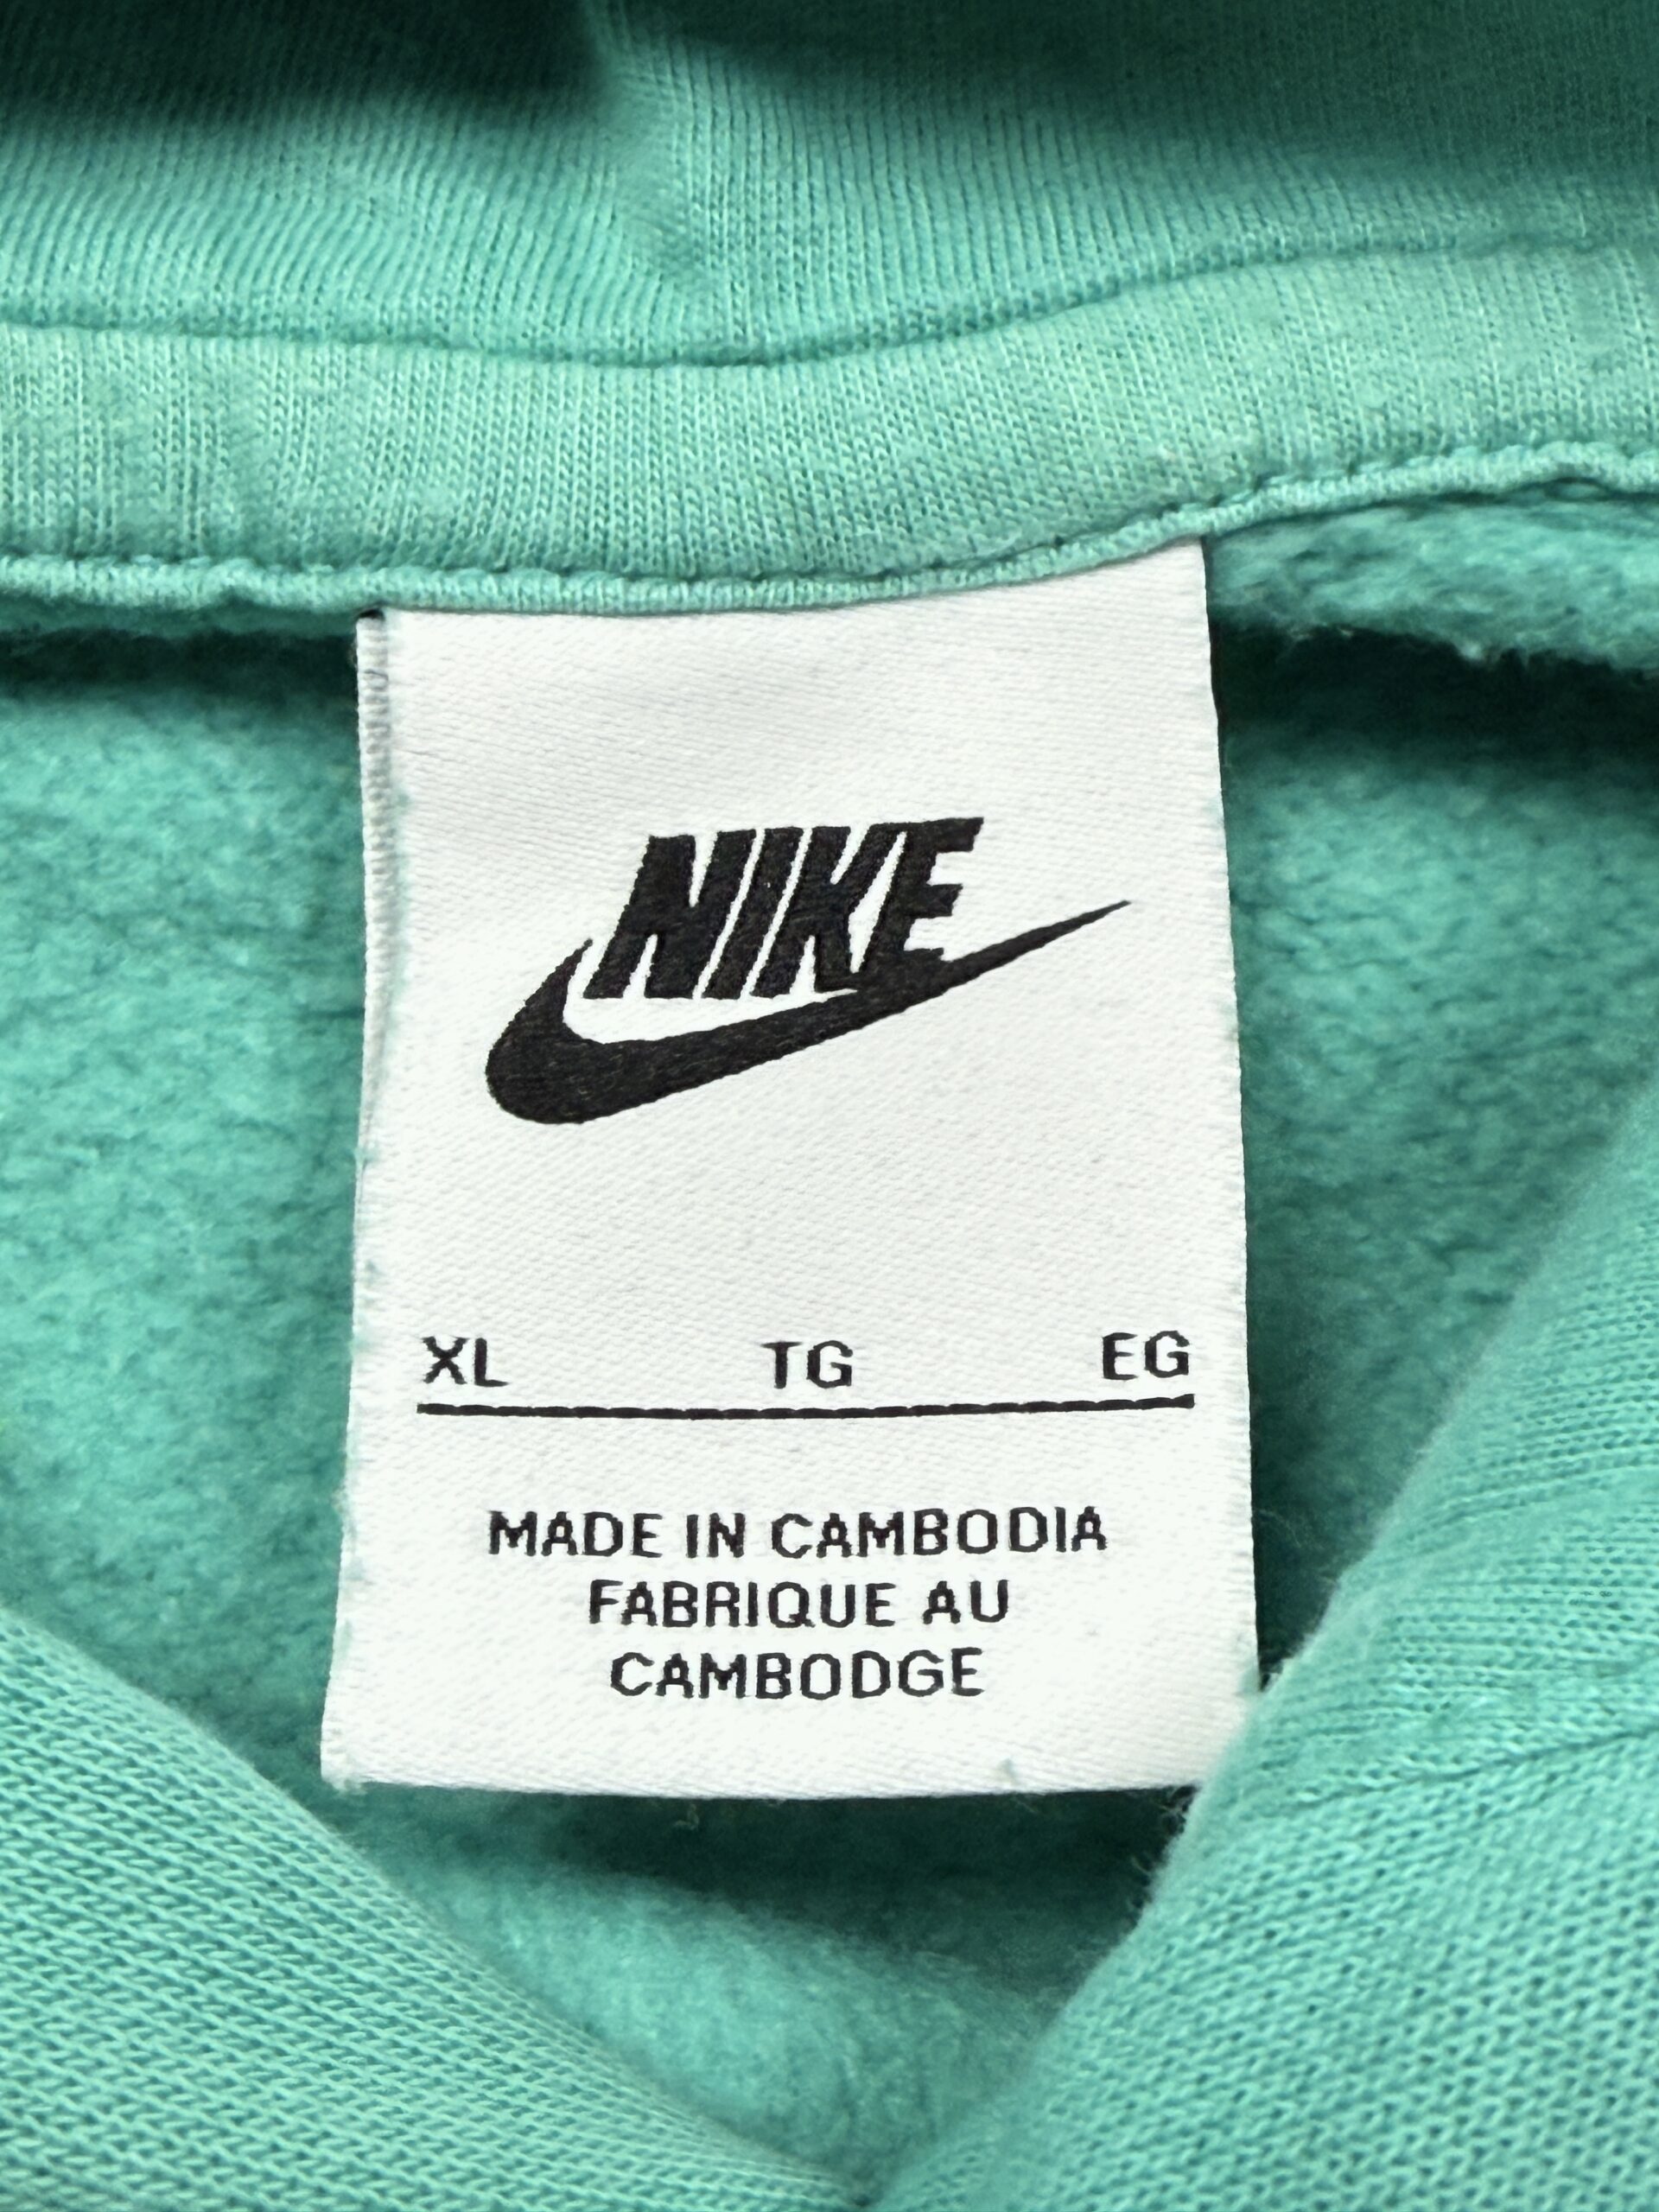 NIKE
XL TG EG
MADE IN CAMBODIA
FABRIQUE AU
CAMBODGE